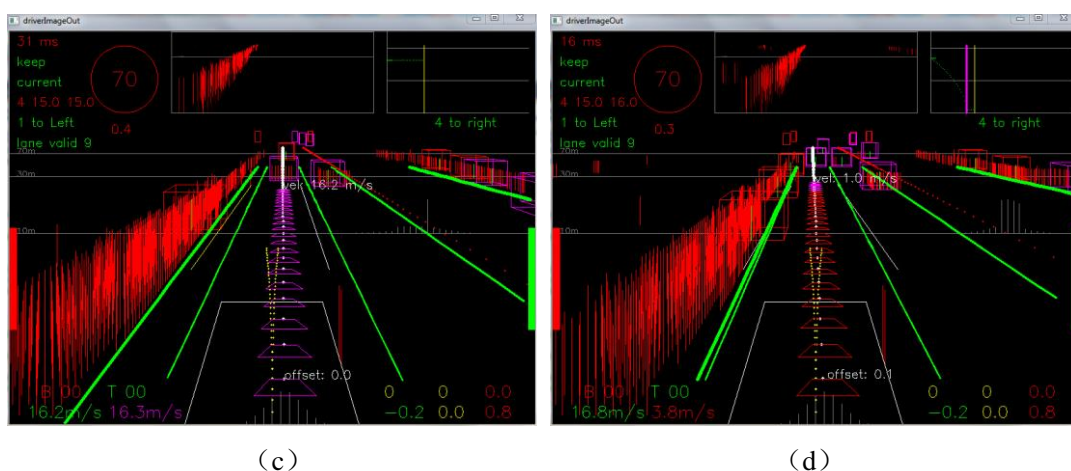 driverImageOut
31 ms
keep
current
4 15.0 15.0
1 to Left
lane valid 9
70
0.4
4 to right
70m
30m
10m
vel: 16.2 m/s
offset: 0.0
B 00 T 00
16.2m/s 16.3m/s
0 0 0.0
-0.2 0.0 0.8
(c)
driverImageOut
16 ms
keep
current
4 15.0 16.0
1 to Left
lane valid 9
70
0.3
4 to right
70m
30m
10m
vel: 1.0 m/s
offset: 0.1
B 00 T 00
16.8m/s 3.8m/s
0 0 0.0
-0.2 0.0 0.8
(d)